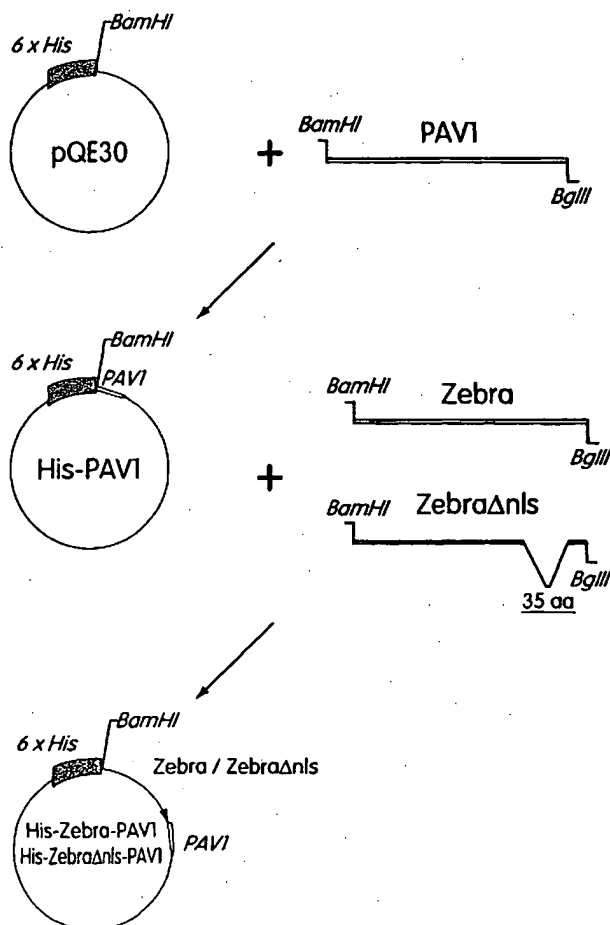 BamHI
6 x His
pQE30
+
BamHI
PAV1
BglII
BamHI
6 x His
PAV1
His-PAV1
+
BamHI
Zebra
BglII
BamHI
ZebraΔnls
BglII
35 aa
BamHI
6 x His
Zebra / ZebraΔnls
His-Zebra-PAV1
His-ZebraΔnls-PAV1
PAV1